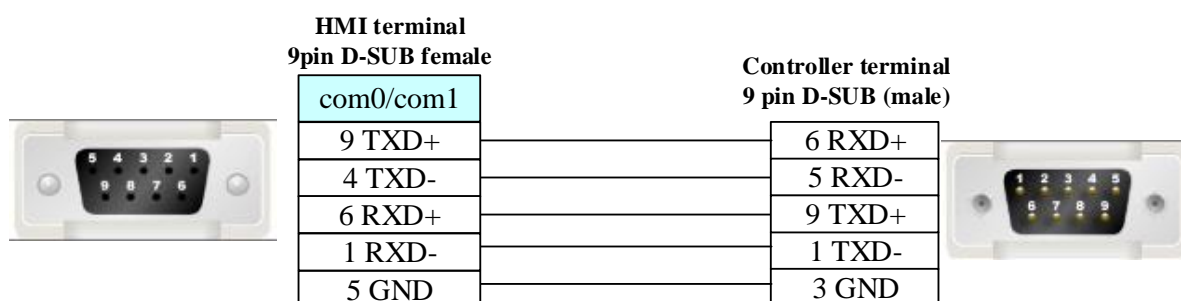 HMI terminal
9pin D-SUB female
com0/com1
9 TXD+
4 TXD-
6 RXD+
1 RXD-
5 GND
Controller terminal
9 pin D-SUB (male)
6 RXD+
5 RXD-
9 TXD+
1 TXD-
3 GND
5 4 3 2 1
9 8 7 6
1 2 3 4 5
6 7 8 9